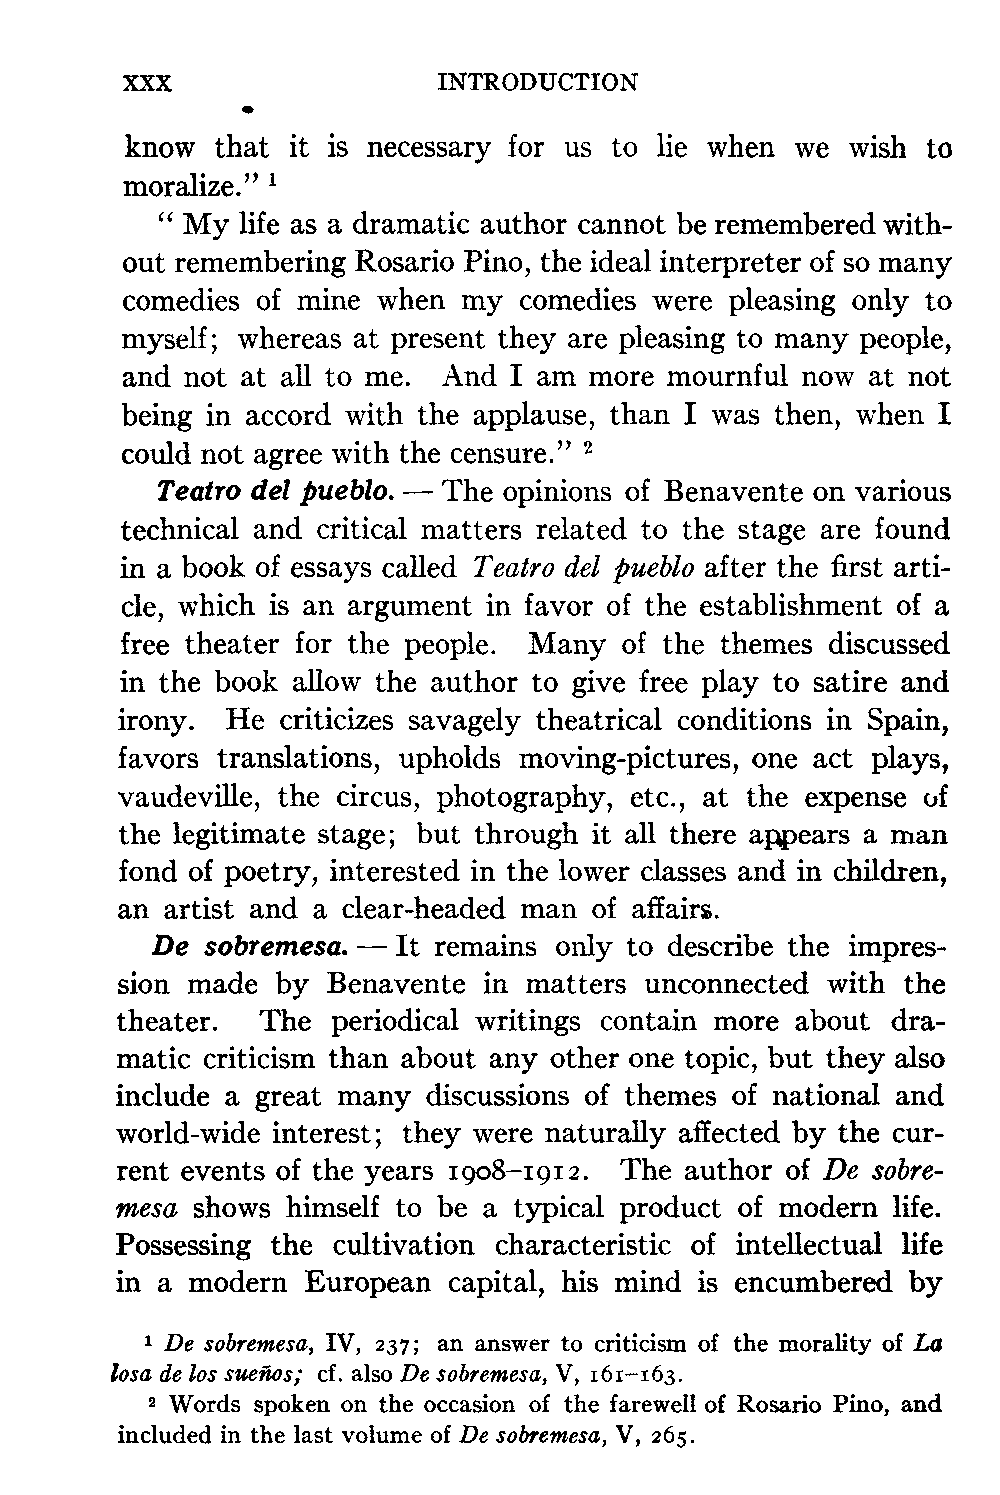 xxx INTRODUCTION
know that it is necessary for us to lie when we wish to
moralize.” 1
“ My life as a dramatic author cannot be remembered with-
out remembering Rosario Pino, the ideal interpreter of so many
comedies of mine when my comedies were pleasing only to
myself; whereas at present they are pleasing to many people,
and not at all to me. And I am more mournful now at not
being in accord with the applause, than I was then, when I
could not agree with the censure.” 2
Teatro del pueblo. — The opinions of Benavente on various
technical and critical matters related to the stage are found
in a book of essays called Teatro del pueblo after the first arti-
cle, which is an argument in favor of the establishment of a
free theater for the people. Many of the themes discussed
in the book allow the author to give free play to satire and
irony. He criticizes savagely theatrical conditions in Spain,
favors translations, upholds moving-pictures, one act plays,
vaudeville, the circus, photography, etc., at the expense of
the legitimate stage; but through it all there appears a man
fond of poetry, interested in the lower classes and in children,
an artist and a clear-headed man of affairs.
De sobremesa. — It remains only to describe the impres-
sion made by Benavente in matters unconnected with the
theater. The periodical writings contain more about dra-
matic criticism than about any other one topic, but they also
include a great many discussions of themes of national and
world-wide interest; they were naturally affected by the cur-
rent events of the years 1908–1912. The author of De sobre-
mesa shows himself to be a typical product of modern life.
Possessing the cultivation characteristic of intellectual life
in a modern European capital, his mind is encumbered by
1 De sobremesa, IV, 237; an answer to criticism of the morality of La
losa de los sueños; cf. also De sobremesa, V, 161–163.
2 Words spoken on the occasion of the farewell of Rosario Pino, and
included in the last volume of De sobremesa, V, 265.